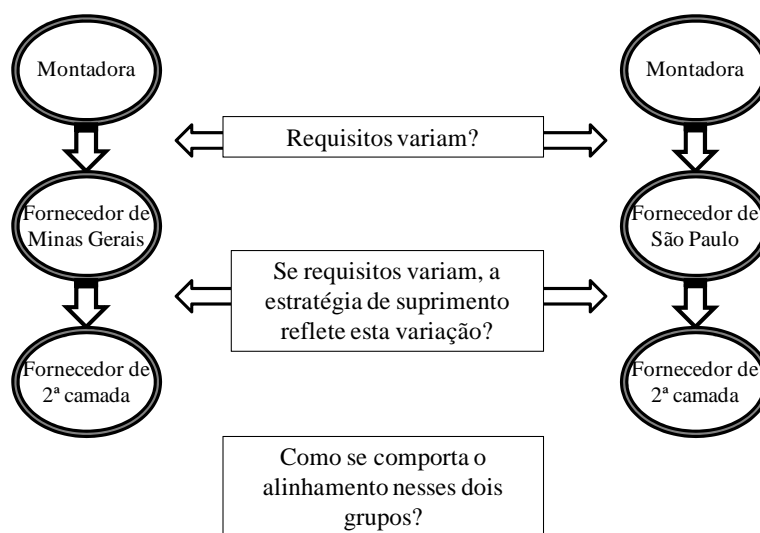 Montadora
Montadora
Requisitos variam?
Fornecedor de
Minas Gerais
Fornecedor de
São Paulo
Se requisitos variam, a
estratégia de suprimento
reflete esta variação?
Fornecedor de
2ª camada
Fornecedor de
2ª camada
Como se comporta o
alinhamento nesses dois
grupos?